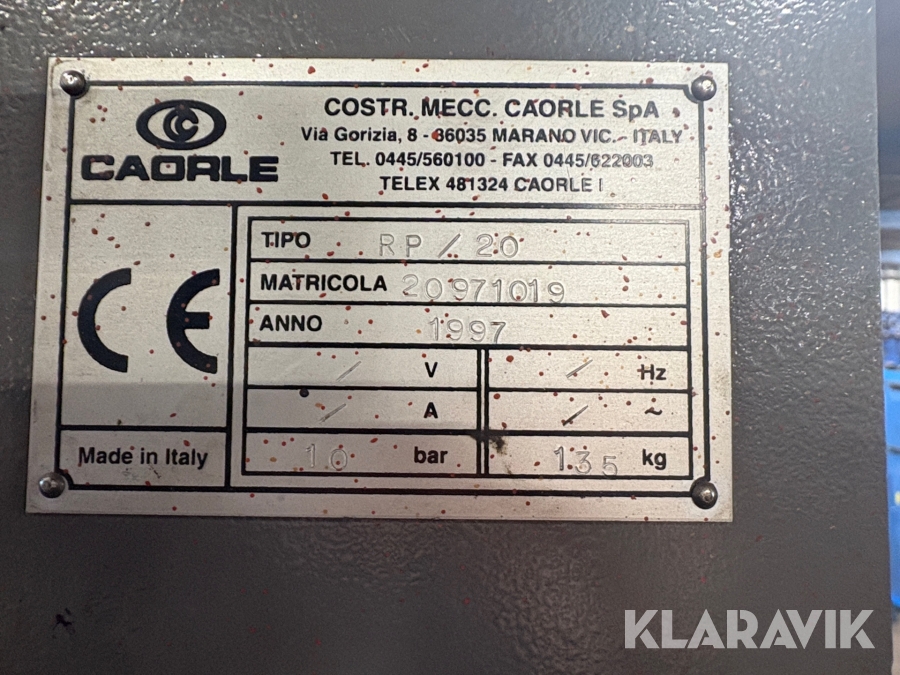 CAORLE
COSTR. MECC. CAORLE SpA
Via Gorizia, 8 - 36035 MARANO VIC. - ITALY
TEL. 0445/560100 - FAX 0445/622003
TELEX 481324 CAORLE I
CE
Made in Italy
TIPO RP/20
MATRICOLA 20971019
ANNO 1997
/ V / Hz
/ A / ~
10 bar 135 kg
KLARAVIK